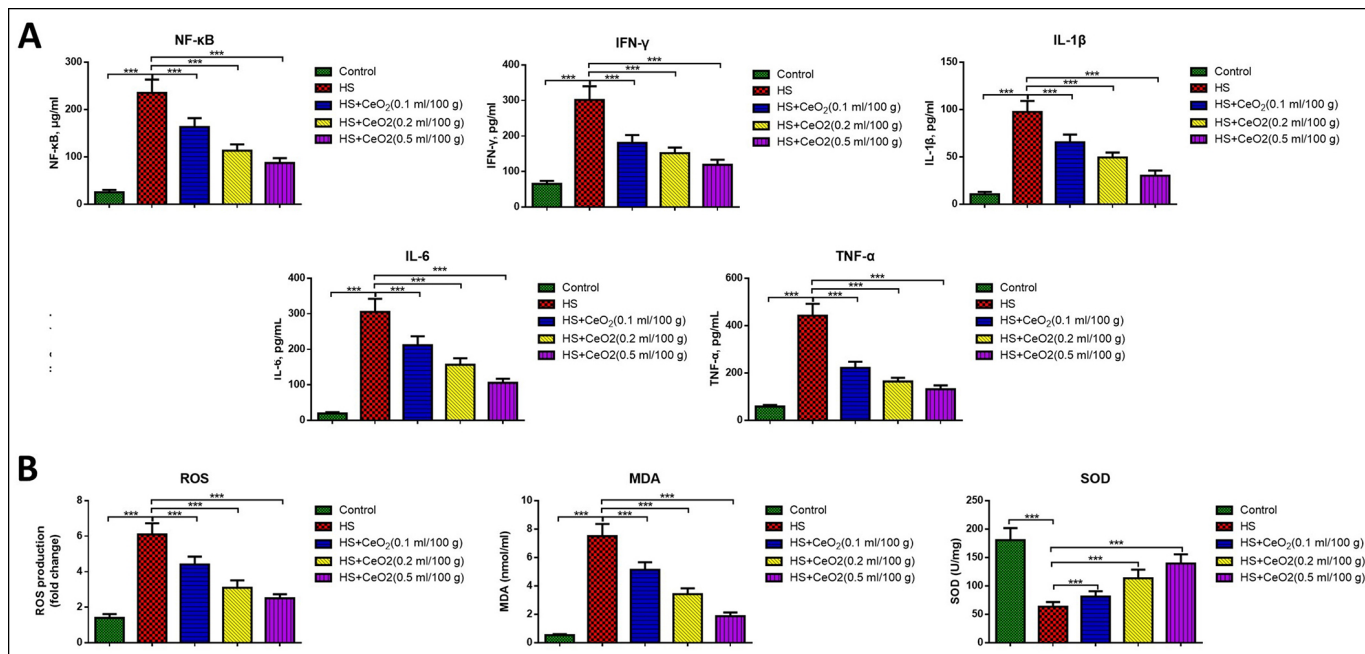 A
NF-κB
***
***
*** ***
300
200
100
0
NF-κB, µg/ml
Control
HS
HS+CeO₂(0.1 ml/100 g)
HS+CeO2(0.2 ml/100 g)
HS+CeO2(0.5 ml/100 g)
IFN-γ
***
***
*** ***
400
300
200
100
0
IFN-γ, pg/ml
Control
HS
HS+CeO₂(0.1 ml/100 g)
HS+CeO2(0.2 ml/100 g)
HS+CeO2(0.5 ml/100 g)
IL-1β
***
***
*** ***
150
100
50
0
IL-1β, pg/ml
Control
HS
HS+CeO₂(0.1 ml/100 g)
HS+CeO2(0.2 ml/100 g)
HS+CeO2(0.5 ml/100 g)
IL-6
***
***
*** ***
400
300
200
100
0
IL-6, pg/mL
Control
HS
HS+CeO₂(0.1 ml/100 g)
HS+CeO2(0.2 ml/100 g)
HS+CeO2(0.5 ml/100 g)
TNF-α
***
***
*** ***
600
400
200
0
TNF-α, pg/mL
Control
HS
HS+CeO₂(0.1 ml/100 g)
HS+CeO2(0.2 ml/100 g)
HS+CeO2(0.5 ml/100 g)
B
ROS
***
***
*** ***
8
6
4
2
0
ROS production
(fold change)
Control
HS
HS+CeO₂(0.1 ml/100 g)
HS+CeO2(0.2 ml/100 g)
HS+CeO2(0.5 ml/100 g)
MDA
***
***
*** ***
10
8
6
4
2
0
MDA (nmol/ml)
Control
HS
HS+CeO₂(0.1 ml/100 g)
HS+CeO2(0.2 ml/100 g)
HS+CeO2(0.5 ml/100 g)
SOD
***
***
***
***
250
200
150
100
50
0
SOD (U/mg)
Control
HS
HS+CeO₂(0.1 ml/100 g)
HS+CeO2(0.2 ml/100 g)
HS+CeO2(0.5 ml/100 g)